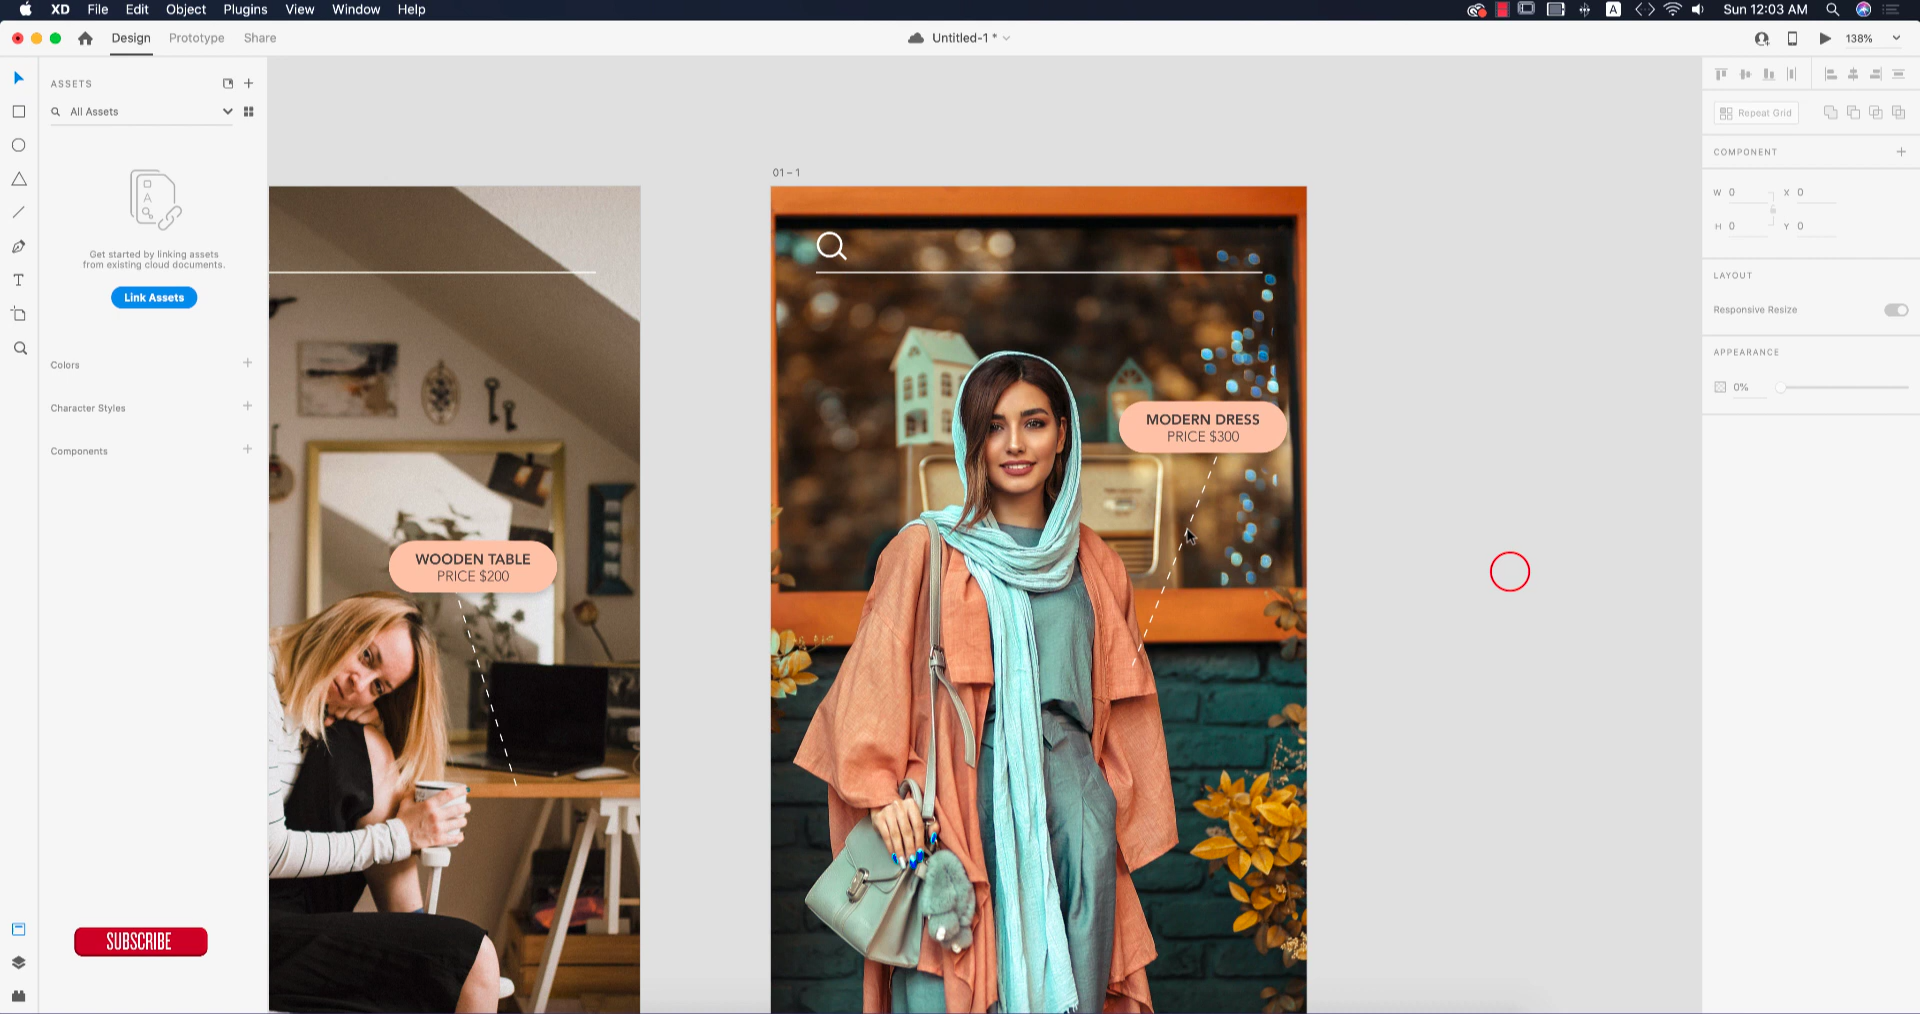 XD File Edit Object Plugins View Window Help
A
Sun 12:03 AM
Design Prototype Share
Untitled-1 *
138%
ASSETS
All Assets
A
Get started by linking assets
from existing cloud documents.
Link Assets
Colors
Character Styles
Components
SUBSCRIBE
01 – 1
WOODEN TABLE
PRICE $200
MODERN DRESS
PRICE $300
Repeat Grid
COMPONENT
W 0 X 0
H 0 Y 0
LAYOUT
Responsive Resize
APPEARANCE
0%
T